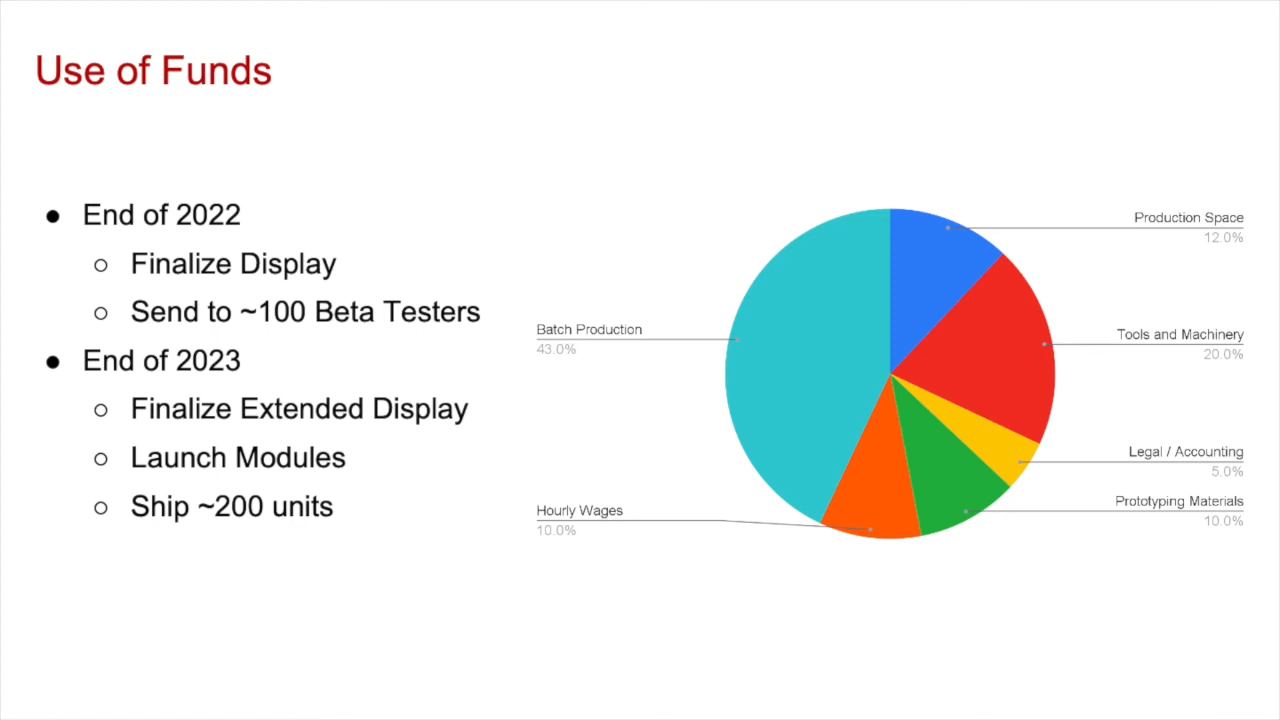 Use of Funds
● End of 2022
○ Finalize Display
○ Send to ~100 Beta Testers
● End of 2023
○ Finalize Extended Display
○ Launch Modules
○ Ship ~200 units
Production Space
12.0%
Tools and Machinery
20.0%
Legal / Accounting
5.0%
Prototyping Materials
10.0%
Hourly Wages
10.0%
Batch Production
43.0%